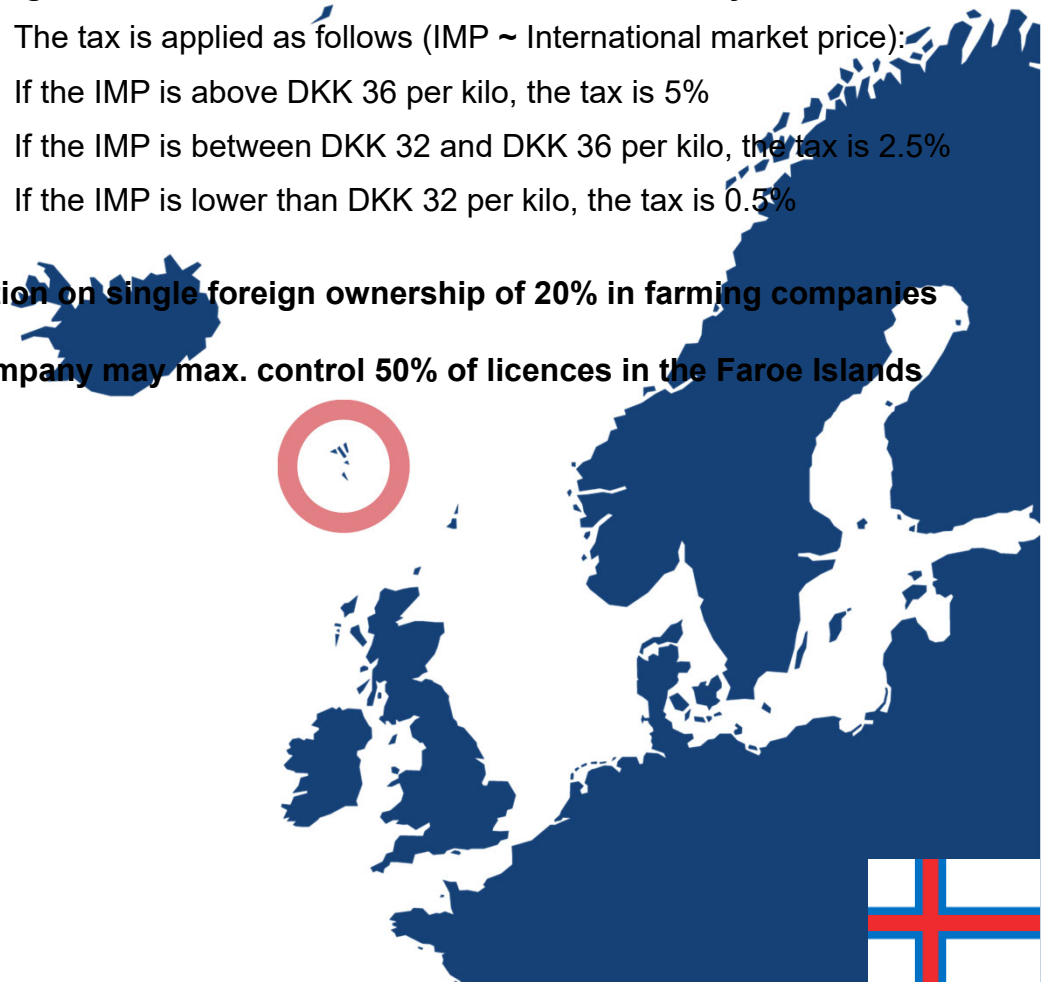 The tax is applied as follows (IMP ~ International market price):
If the IMP is above DKK 36 per kilo, the tax is 5%
If the IMP is between DKK 32 and DKK 36 per kilo, the tax is 2.5%
If the IMP is lower than DKK 32 per kilo, the tax is 0.5%
on single foreign ownership of 20% in farming companies
may max. control 50% of licences in the Faroe Islands